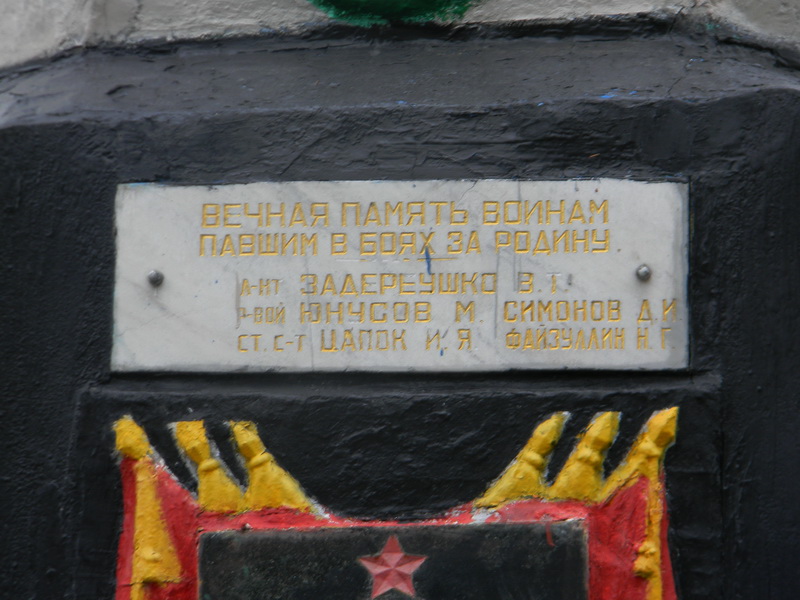 ВЕЧНАЯ ПАМЯТЬ ВОИНАМ
ПАВШИМ В БОЯХ ЗА РОДИНУ.
Л-НТ ЗАДЕРЕУШКО В. Т.
Р-ВОЙ ЮНУСОВ М. СИМОНОВ Д. И.
СТ. С-Т ЦАПОК И. Я. ФАЙЗУЛЛИН Н. Г.